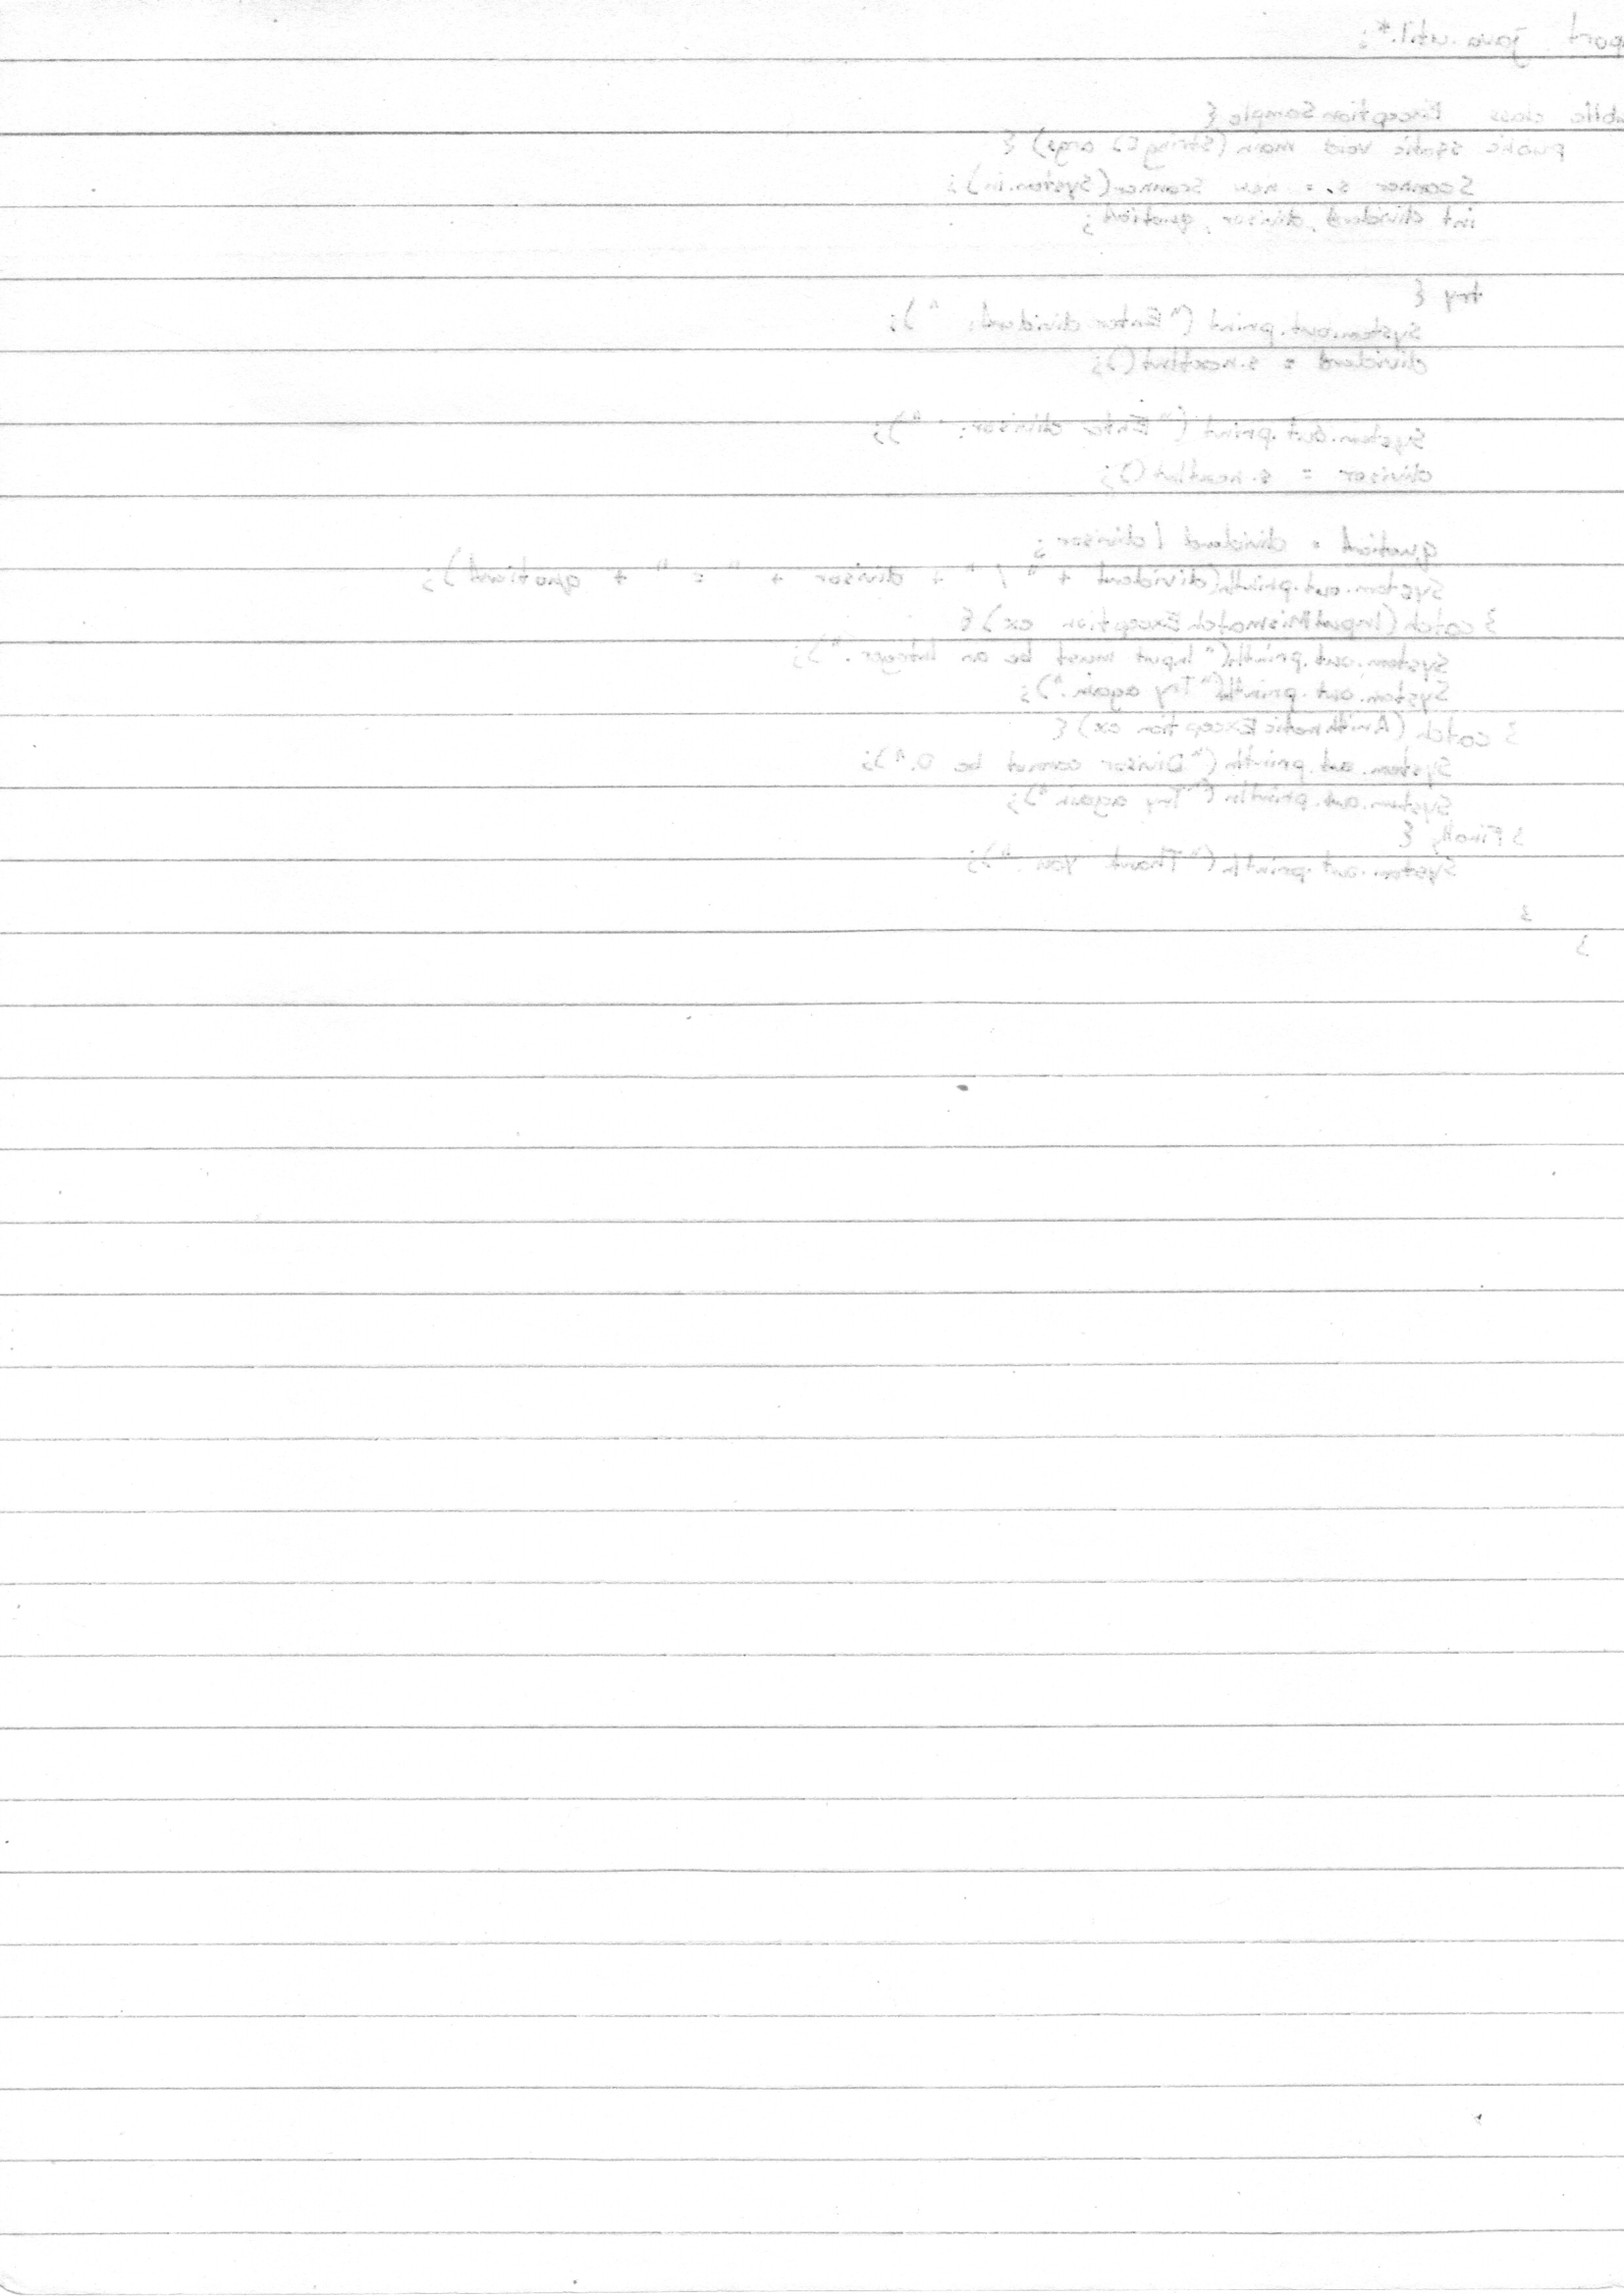 port java.util.*;
ublic class ExceptionSample {
public static void main (String [] args) {
Scanner s = new Scanner (System.in);
int dividend, divisor, quotient;
try {
System.out.print ("Enter dividend: ");
dividend = s.nextInt();
System.out.print ("Enter divisor: ");
divisor = s.nextInt();
quotient = dividend / divisor;
System.out.println(dividend + " / " + divisor + " = " + quotient);
} catch (InputMismatchException ex) {
System.out.println("Input must be an Integer.");
System.out.println("Try again.");
} catch (ArithmeticException ex) {
System.out.println ("Divisor cannot be 0.");
System.out.println ("Try again.");
} Finally {
System.out.println ("Thank you.");
}
}